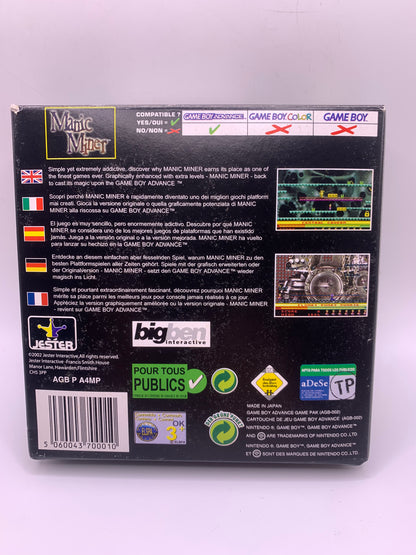 Manic Miner
COMPATIBLE ?
YES/OUI =
NO/NON =
GAME BOY ADVANCE
GAME BOY COLOR
GAME BOY
Simple yet extremely addictive, discover why MANIC MINER earns its place as one of
the finest games ever. Graphically enhanced with extra levels - MANIC MINER - back
to cast its magic upon the GAME BOY ADVANCE ™
Scopri perchè MANIC MINER è rapidamente diventato uno dei migliori giochi platform
mai creati. Gioca la versione originale o quella graficamente potenziata MANIC
MINER alla riscossa su GAME BOY ADVANCE™.
El juego es muy sencillo, pero enormemente adictivo. Descubre por qué MANIC
MINER se considera uno de los mejores juegos de plataformas que han existido
jamás. Juega a la versión original o a la versión mejorada. MANIC MINER ha vuelto
para lanzar su hechizo en la GAME BOY ADVANCE™
Entdecke an diesem einfachen aber fesselnden Spiel, warum MANIC MINER zu den
besten Plattformspielen aller Zeiten gehört. Erhältlich mit der grafisch erweiterten oder
der Originalversion - MANIC MINER - setzt den GAME BOY ADVANCE™ wieder
magisch ins Licht.
Simple et pourtant extraordinairement fascinant, découvrez pourquoi MANIC MINER
mérite sa place parmi les meilleurs jeux pour console jamais réalisés à ce jour.
Appréciez la version graphiquement améliorée ou la version originale - MANIC MINER
- revient sur GAME BOY ADVANCE™.
JESTER
©2002 Jester Interactive,All rights
reserved.
Jester Interactive -Francis Smith House
Manor Lane, Hawarden,Flintshire
CH5 3PP
AGB P A4MP
5 060043 700010
bigben
interactive
POUR TOUS
PUBLICS
ELSPA
OK
3+
aDeSe
TP
MADE IN JAPAN
GAME BOY ADVANCE GAME PAK (AGB-002)
CARTOUCHE DE JEU GAME BOY ADVANCE (AGB-002)
NINTENDO ®, GAME BOY™, GAME BOY ADVANCE
AND ARE TRADEMARKS OF NINTENDO CO.,LTD.
NINTENDO ®, GAME BOY™, GAME BOY ADVANCE
ET SONT DES MARQUES DE NINTENDO CO.,LTD.